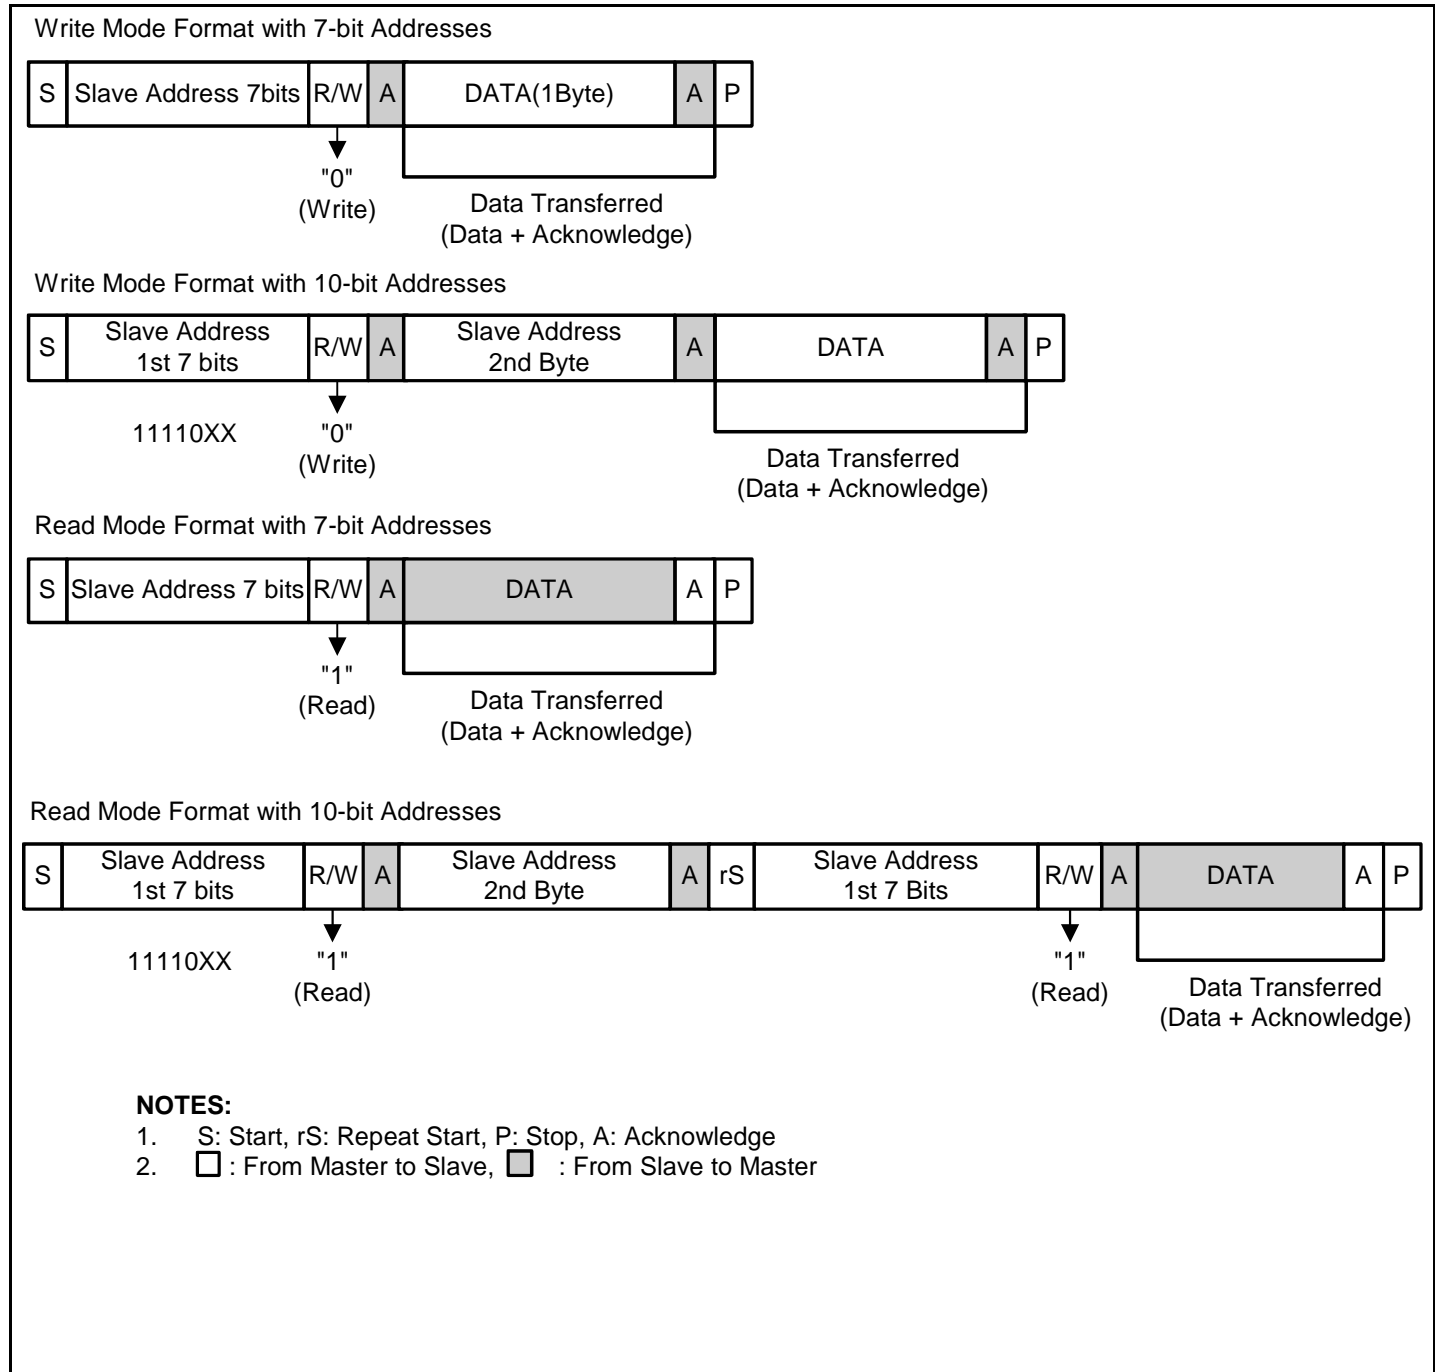 Write Mode Format with 7-bit Addresses
S Slave Address 7bits R/W A DATA(1Byte) A P
"0"
(Write)
Data Transferred
(Data + Acknowledge)
Write Mode Format with 10-bit Addresses
S Slave Address 1st 7 bits R/W A Slave Address 2nd Byte A DATA A P
11110XX
"0"
(Write)
Data Transferred
(Data + Acknowledge)
Read Mode Format with 7-bit Addresses
S Slave Address 7 bits R/W A DATA A P
"1"
(Read)
Data Transferred
(Data + Acknowledge)
Read Mode Format with 10-bit Addresses
S Slave Address 1st 7 bits R/W A Slave Address 2nd Byte A rS Slave Address 1st 7 Bits R/W A DATA A P
11110XX
"1"
(Read)
"1"
(Read)
Data Transferred
(Data + Acknowledge)
NOTES:
1. S: Start, rS: Repeat Start, P: Stop, A: Acknowledge
2. : From Master to Slave, : From Slave to Master